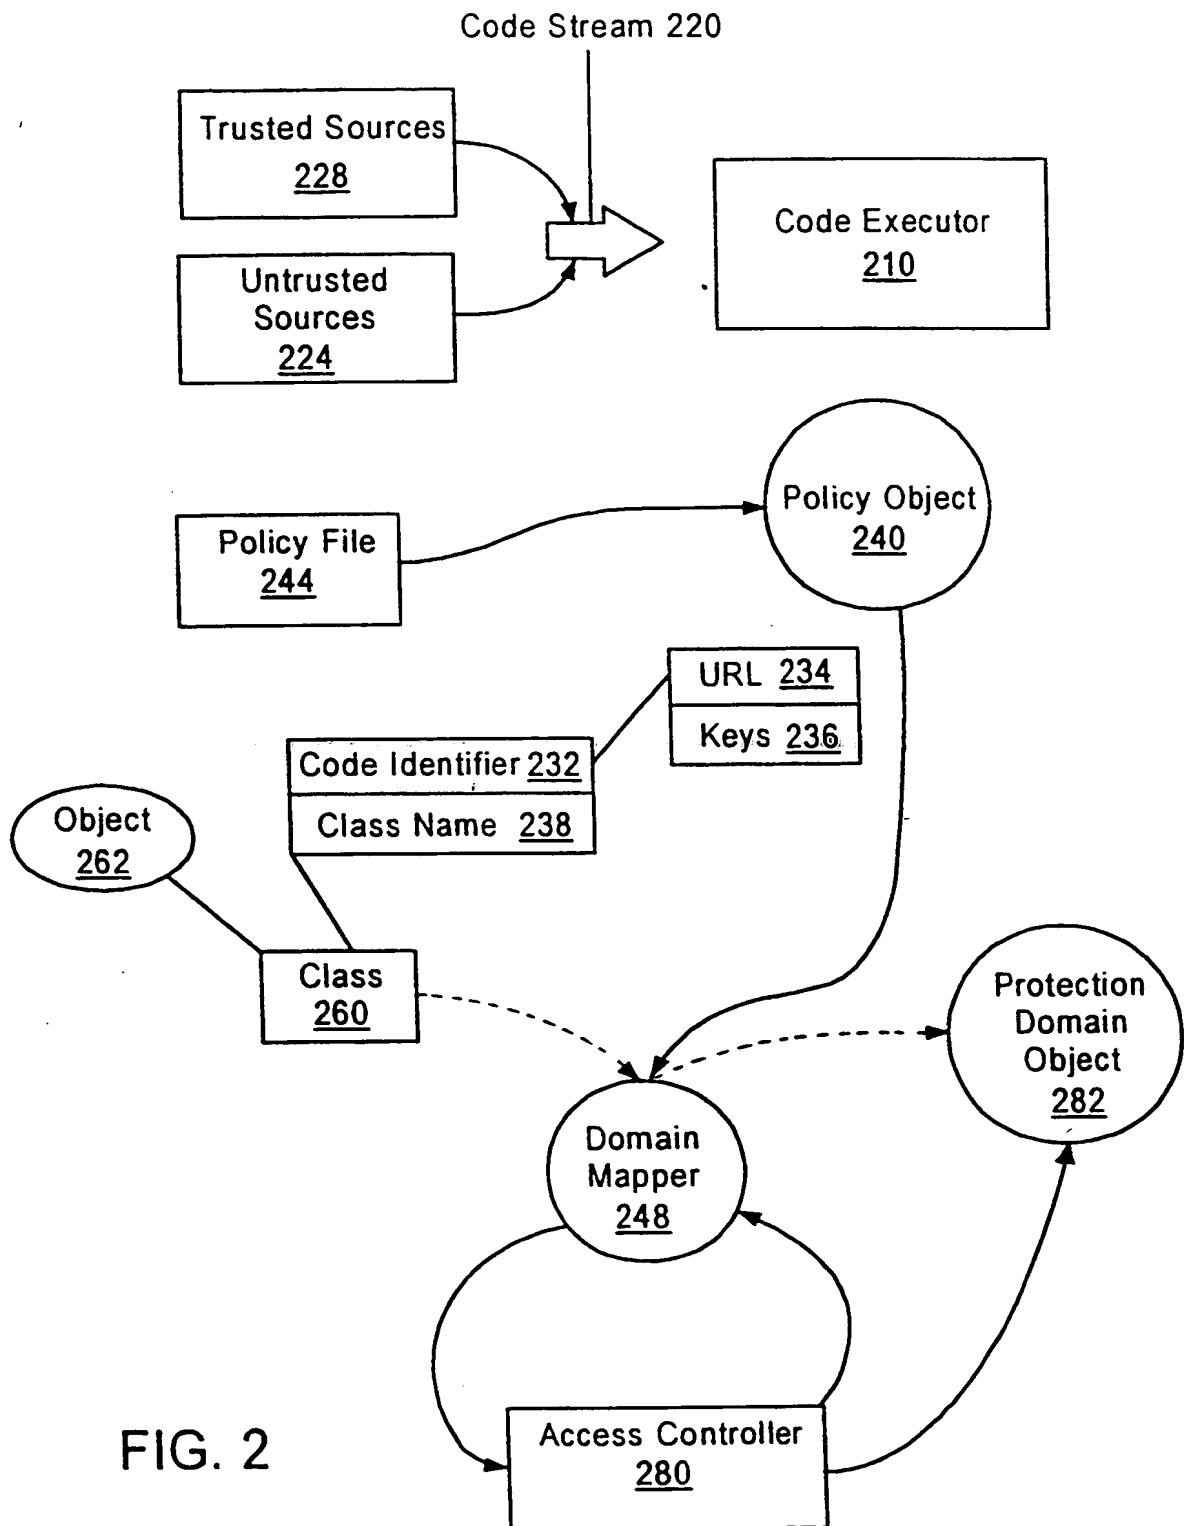 Code Stream 220
Trusted Sources
228
Untrusted
Sources
224
Code Executor
210
Policy Object
240
Policy File
244
URL 234
Keys 236
Code Identifier 232
Class Name 238
Object
262
Class
260
Protection
Domain
Object
282
Domain
Mapper
248
Access Controller
280
FIG. 2